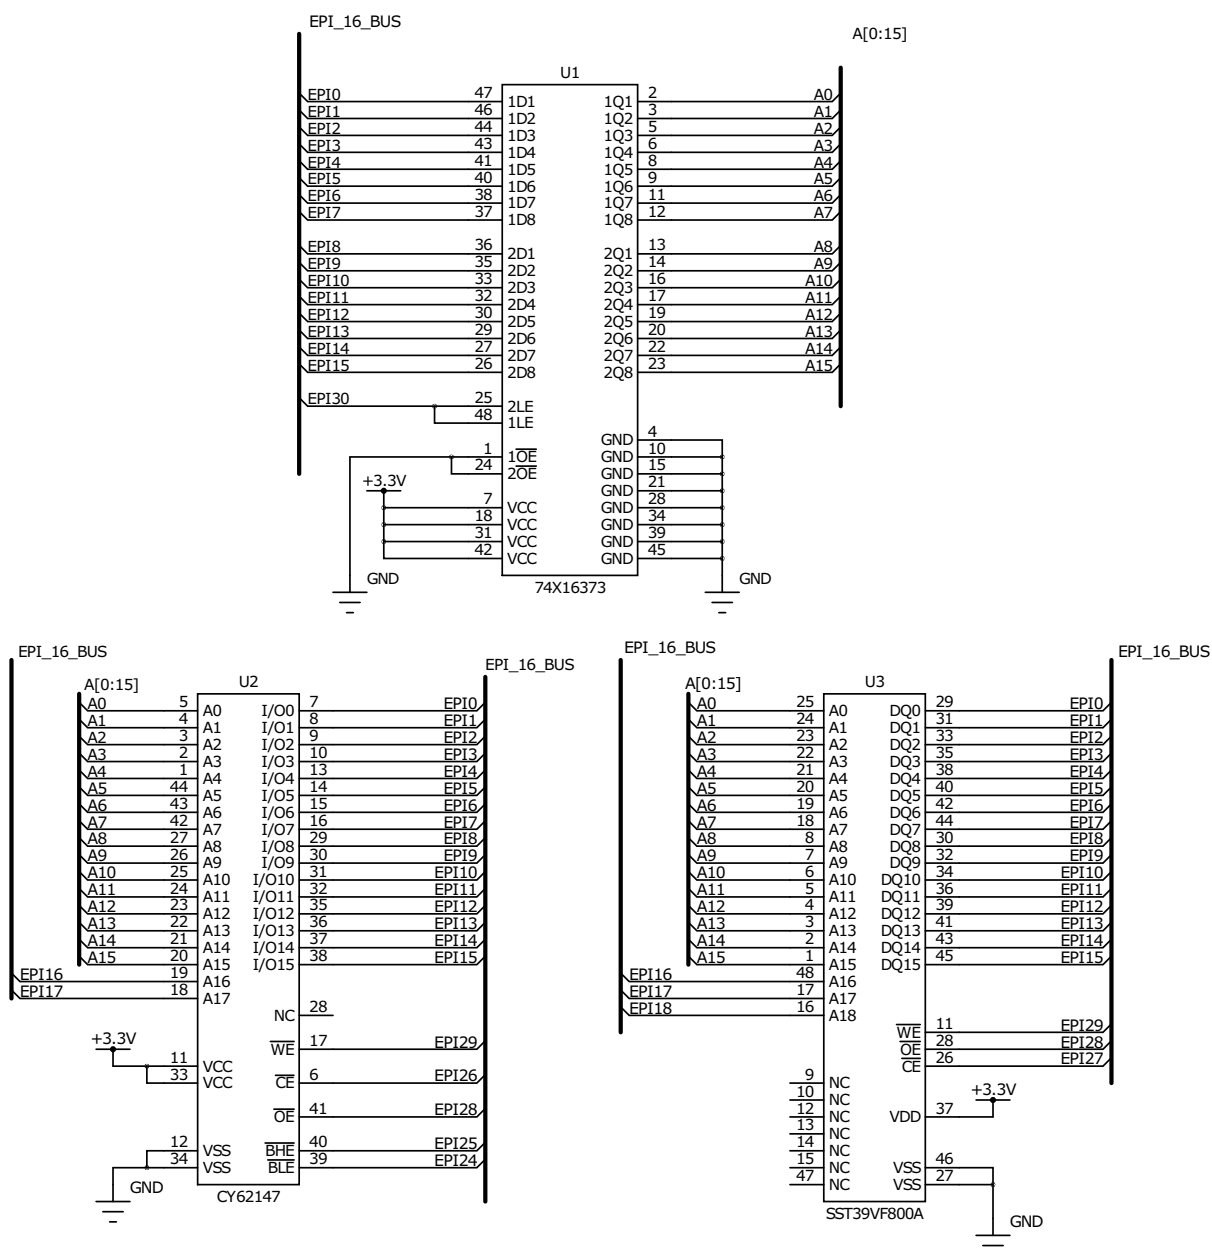 EPI_16_BUS
A[0:15]
U1
EPI0 47 1D1 1Q1 2 A0
EPI1 46 1D2 1Q2 3 A1
EPI2 44 1D3 1Q3 5 A2
EPI3 43 1D4 1Q4 6 A3
EPI4 41 1D5 1Q5 8 A4
EPI5 40 1D6 1Q6 9 A5
EPI6 38 1D7 1Q7 11 A6
EPI7 37 1D8 1Q8 12 A7
EPI8 36 2D1 2Q1 13 A8
EPI9 35 2D2 2Q2 14 A9
EPI10 33 2D3 2Q3 16 A10
EPI11 32 2D4 2Q4 17 A11
EPI12 30 2D5 2Q5 19 A12
EPI13 29 2D6 2Q6 20 A13
EPI14 27 2D7 2Q7 22 A14
EPI15 26 2D8 2Q8 23 A15
EPI30 25 2LE
48 1LE
GND 4
1 1OE GND 10
24 2OE GND 15
+3.3V GND 21
7 VCC GND 28
18 VCC GND 34
31 VCC GND 39
42 VCC GND 45
GND 74X16373 GND
EPI_16_BUS
EPI_16_BUS
A[0:15] U2
A0 5 A0 I/O0 7 EPI0
A1 4 A1 I/O1 8 EPI1
A2 3 A2 I/O2 9 EPI2
A3 2 A3 I/O3 10 EPI3
A4 1 A4 I/O4 13 EPI4
A5 44 A5 I/O5 14 EPI5
A6 43 A6 I/O6 15 EPI6
A7 42 A7 I/O7 16 EPI7
A8 27 A8 I/O8 29 EPI8
A9 26 A9 I/O9 30 EPI9
A10 25 A10 I/O10 31 EPI10
A11 24 A11 I/O11 32 EPI11
A12 23 A12 I/O12 35 EPI12
A13 22 A13 I/O13 36 EPI13
A14 21 A14 I/O14 37 EPI14
A15 20 A15 I/O15 38 EPI15
EPI16 19 A16
EPI17 18 A17
NC 28
+3.3V WE 17 EPI29
11 VCC
33 VCC CE 6 EPI26
OE 41 EPI28
12 VSS BHE 40 EPI25
34 VSS BLE 39 EPI24
GND
CY62147
EPI_16_BUS
EPI_16_BUS
A[0:15] U3
A0 25 A0 DQ0 29 EPI0
A1 24 A1 DQ1 31 EPI1
A2 23 A2 DQ2 33 EPI2
A3 22 A3 DQ3 35 EPI3
A4 21 A4 DQ4 38 EPI4
A5 20 A5 DQ5 40 EPI5
A6 19 A6 DQ6 42 EPI6
A7 18 A7 DQ7 44 EPI7
A8 8 A8 DQ8 30 EPI8
A9 7 A9 DQ9 32 EPI9
A10 6 A10 DQ10 34 EPI10
A11 5 A11 DQ11 36 EPI11
A12 4 A12 DQ12 39 EPI12
A13 3 A13 DQ13 41 EPI13
A14 2 A14 DQ14 43 EPI14
A15 1 A15 DQ15 45 EPI15
EPI16 48 A16
EPI17 17 A17
EPI18 16 A18
WE 11 EPI29
OE 28 EPI28
CE 26 EPI27
9 NC
10 NC +3.3V
12 NC VDD 37
13 NC
14 NC
15 NC VSS 46
47 NC VSS 27
SST39VF800A GND